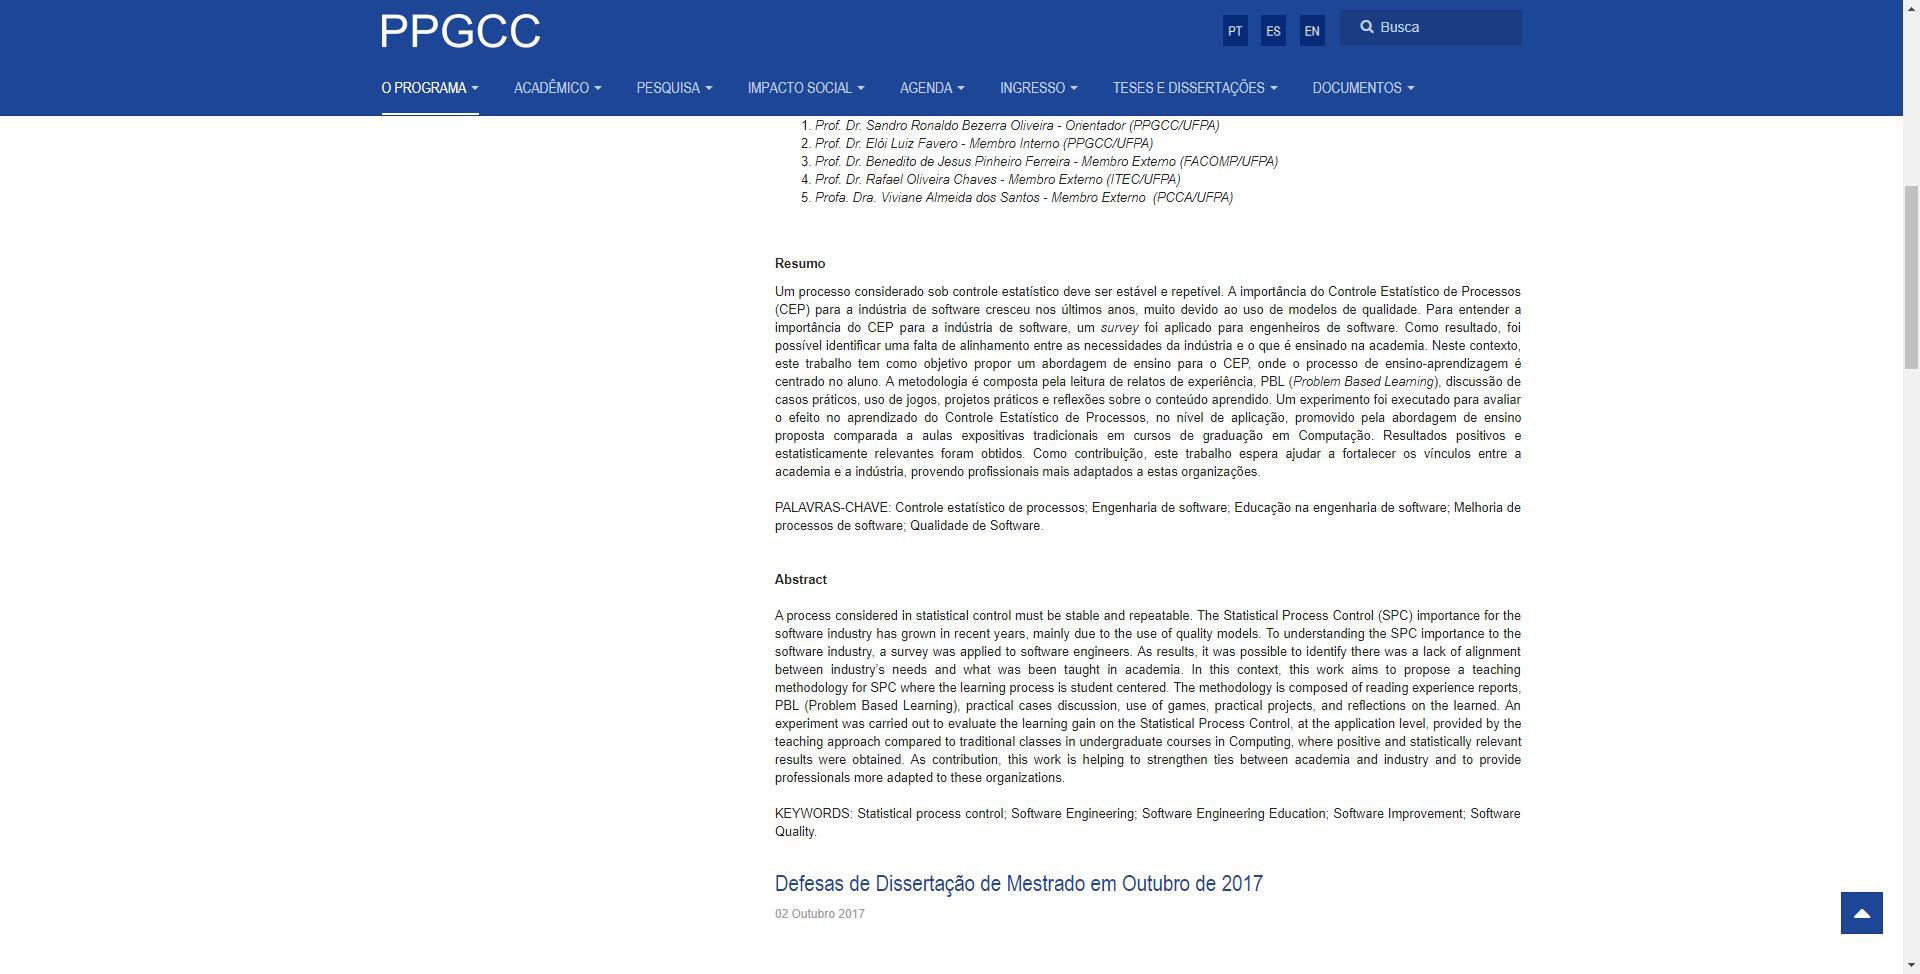 PPGCC
PT ES EN Busca
O PROGRAMA ACADÊMICO PESQUISA IMPACTO SOCIAL AGENDA INGRESSO TESES E DISSERTAÇÕES DOCUMENTOS
1. Prof. Dr. Sandro Ronaldo Bezerra Oliveira - Orientador (PPGCC/UFPA)
2. Prof. Dr. Elói Luiz Favero - Membro Interno (PPGCC/UFPA)
3. Prof. Dr. Benedito de Jesus Pinheiro Ferreira - Membro Externo (FACOMP/UFPA)
4. Prof. Dr. Rafael Oliveira Chaves - Membro Externo (ITEC/UFPA)
5. Profa. Dra. Viviane Almeida dos Santos - Membro Externo (PCCA/UFPA)
Resumo
Um processo considerado sob controle estatístico deve ser estável e repetível. A importância do Controle Estatístico de Processos
(CEP) para a indústria de software cresceu nos últimos anos, muito devido ao uso de modelos de qualidade. Para entender a
importância do CEP para a indústria de software, um survey foi aplicado para engenheiros de software. Como resultado, foi
possível identificar uma falta de alinhamento entre as necessidades da indústria e o que é ensinado na academia. Neste contexto,
este trabalho tem como objetivo propor um abordagem de ensino para o CEP, onde o processo de ensino-aprendizagem é
centrado no aluno. A metodologia é composta pela leitura de relatos de experiência, PBL (Problem Based Learning), discussão de
casos práticos, uso de jogos, projetos práticos e reflexões sobre o conteúdo aprendido. Um experimento foi executado para avaliar
o efeito no aprendizado do Controle Estatístico de Processos, no nível de aplicação, promovido pela abordagem de ensino
proposta comparada a aulas expositivas tradicionais em cursos de graduação em Computação. Resultados positivos e
estatisticamente relevantes foram obtidos. Como contribuição, este trabalho espera ajudar a fortalecer os vínculos entre a
academia e a indústria, provendo profissionais mais adaptados a estas organizações.
PALAVRAS-CHAVE: Controle estatístico de processos; Engenharia de software; Educação na engenharia de software; Melhoria de
processos de software; Qualidade de Software.
Abstract
A process considered in statistical control must be stable and repeatable. The Statistical Process Control (SPC) importance for the
software industry has grown in recent years, mainly due to the use of quality models. To understanding the SPC importance to the
software industry, a survey was applied to software engineers. As results, it was possible to identify there was a lack of alignment
between industry's needs and what was been taught in academia. In this context, this work aims to propose a teaching
methodology for SPC where the learning process is student centered. The methodology is composed of reading experience reports,
PBL (Problem Based Learning), practical cases discussion, use of games, practical projects, and reflections on the learned. An
experiment was carried out to evaluate the learning gain on the Statistical Process Control, at the application level, provided by the
teaching approach compared to traditional classes in undergraduate courses in Computing, where positive and statistically relevant
results were obtained. As contribution, this work is helping to strengthen ties between academia and industry and to provide
professionals more adapted to these organizations.
KEYWORDS: Statistical process control; Software Engineering; Software Engineering Education; Software Improvement; Software
Quality.
Defesas de Dissertação de Mestrado em Outubro de 2017
02 Outubro 2017